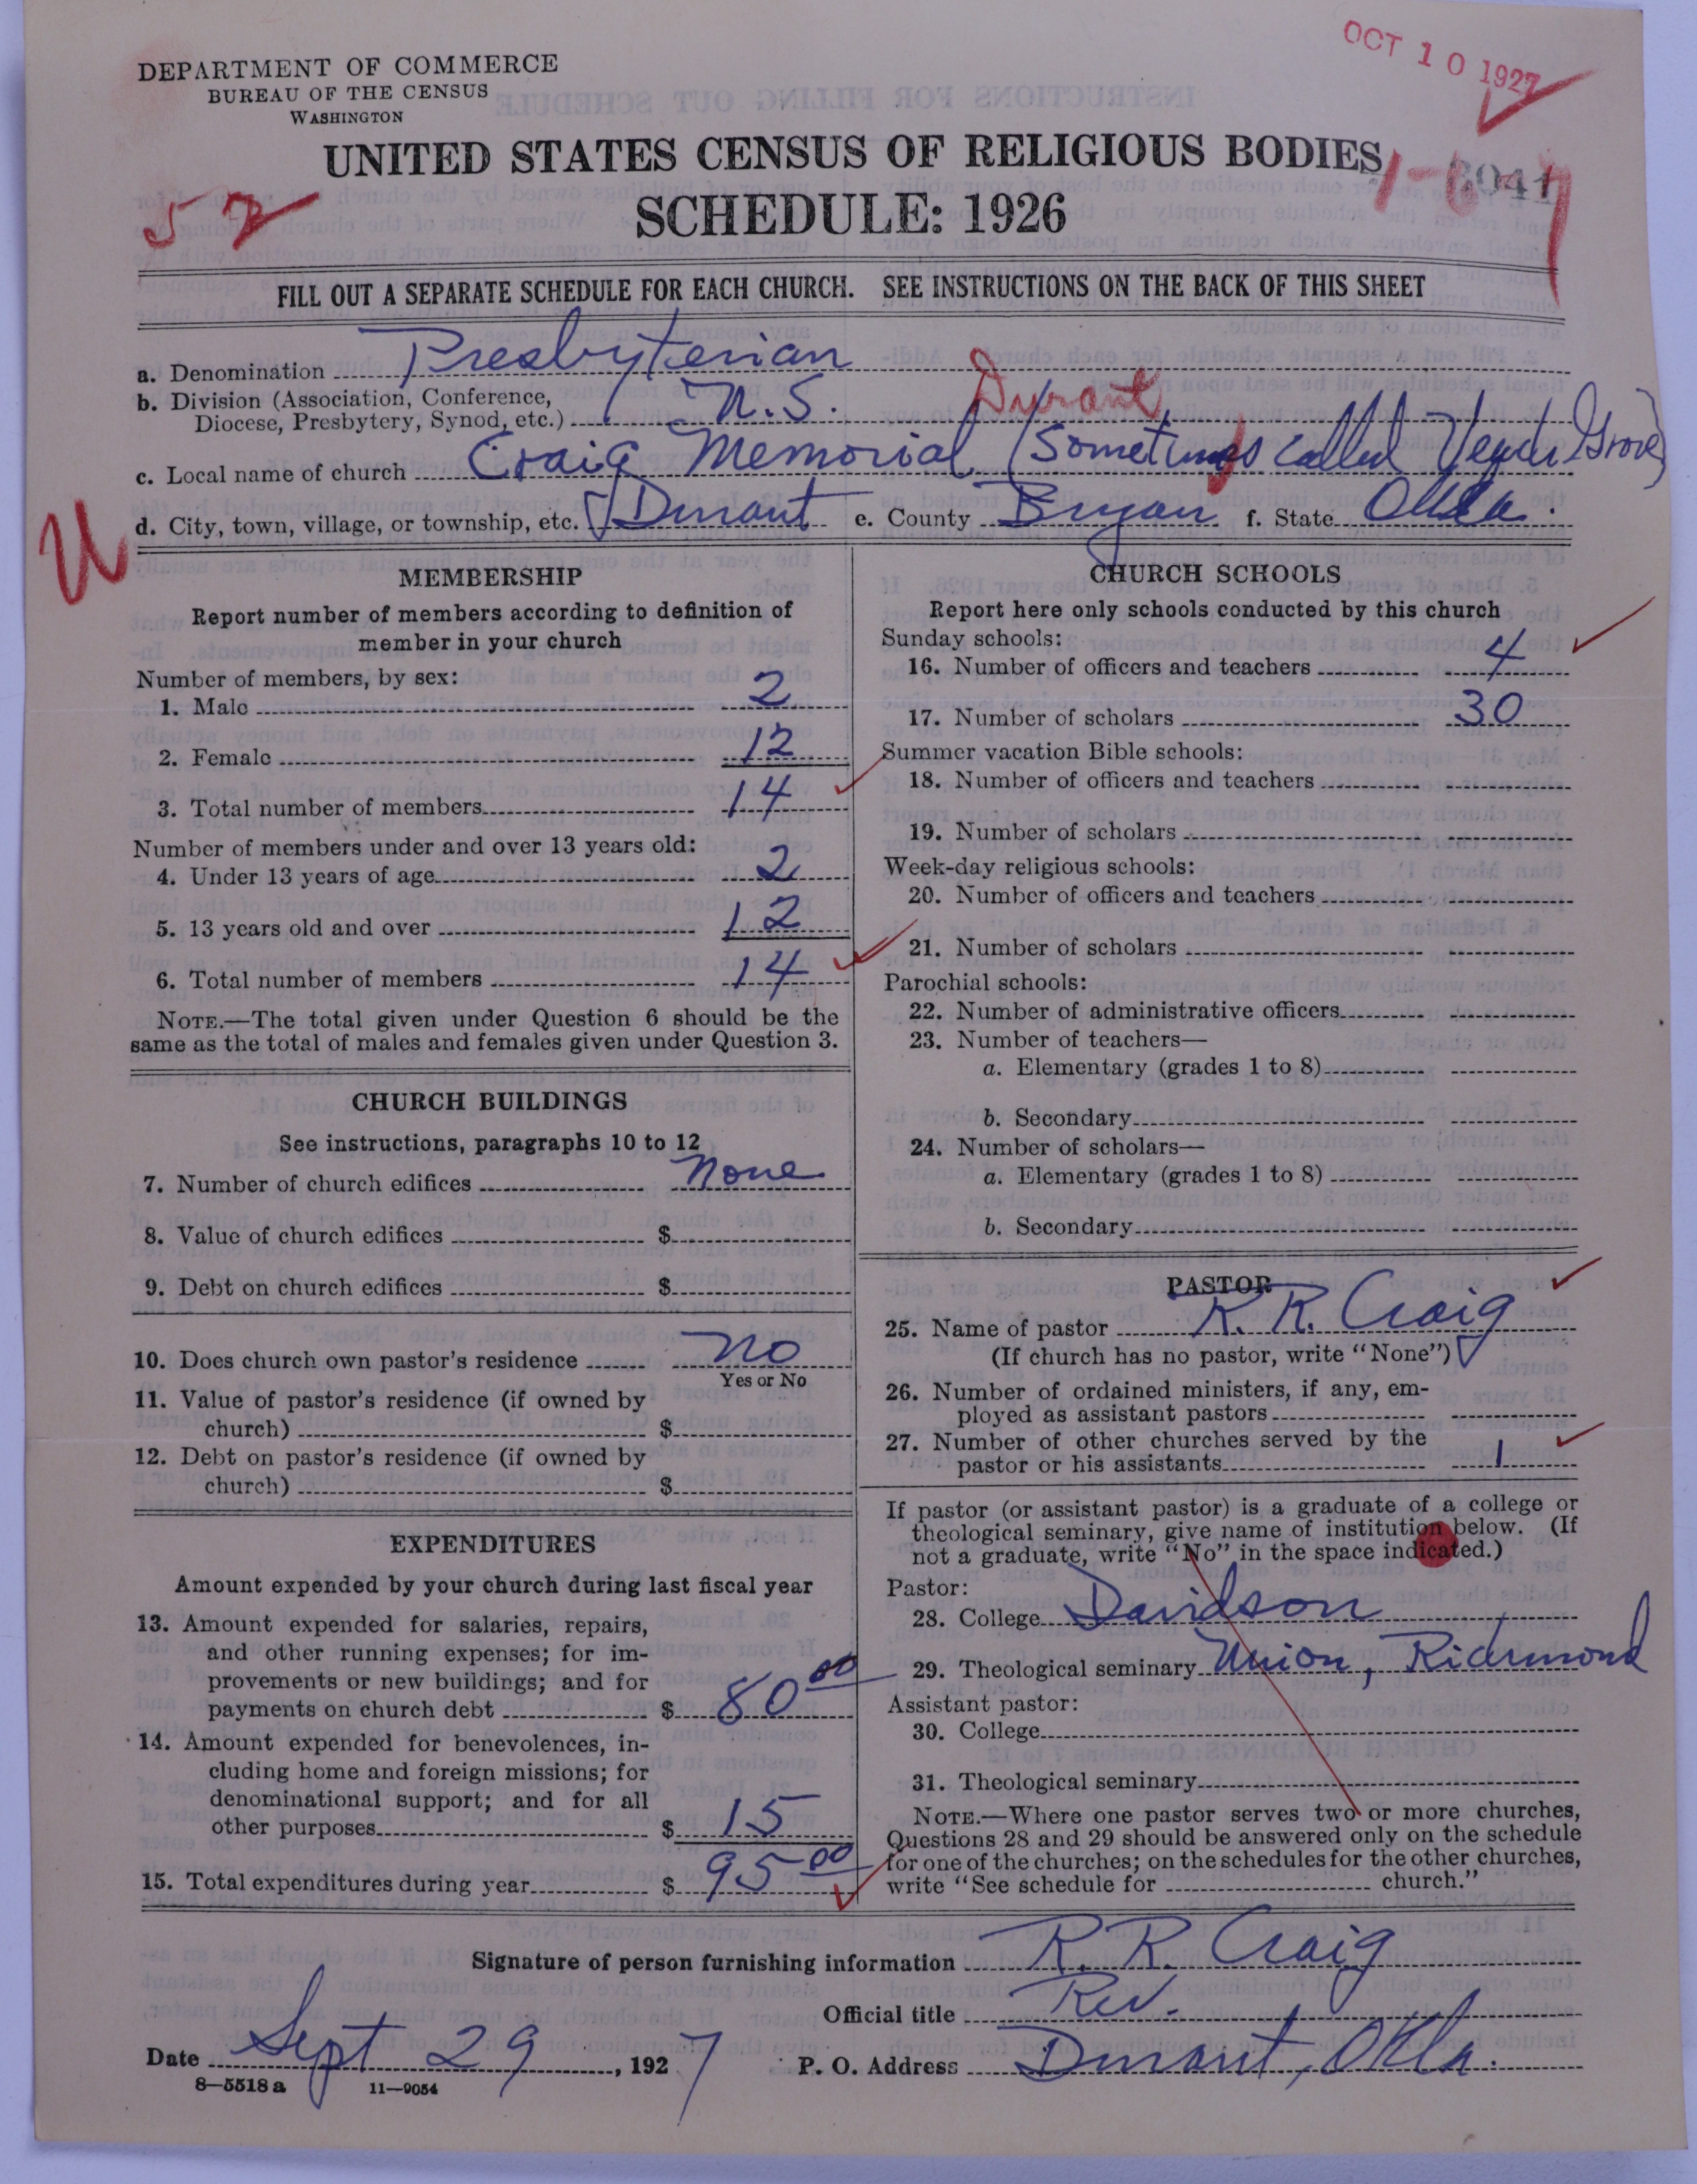 OCT 10 1927
DEPARTMENT OF COMMERCE
BUREAU OF THE CENSUS
WASHINGTON
UNITED STATES CENSUS OF RELIGIOUS BODIES
SCHEDULE: 1926
FILL OUT A SEPARATE SCHEDULE FOR EACH CHURCH. SEE INSTRUCTIONS ON THE BACK OF THIS SHEET
a. Denomination Presbyterian
b. Division (Association, Conference, Diocese, Presbytery, Synod, etc.) U.S. Durant
c. Local name of church Craig Memorial (Sometimes called Grove)
d. City, town, village, or township, etc. Durant e. County Bryan f. State Okla.
MEMBERSHIP
Report number of members according to definition of
member in your church
Number of members, by sex:
1. Male 2
2. Female 12
3. Total number of members 14
Number of members under and over 13 years old:
4. Under 13 years of age 2
5. 13 years old and over 12
6. Total number of members 14
NOTE.—The total given under Question 6 should be the
same as the total of males and females given under Question 3.
CHURCH BUILDINGS
See instructions, paragraphs 10 to 12
7. Number of church edifices None
8. Value of church edifices $
9. Debt on church edifices $
10. Does church own pastor's residence No
Yes or No
11. Value of pastor's residence (if owned by
church) $
12. Debt on pastor's residence (if owned by
church) $
EXPENDITURES
Amount expended by your church during last fiscal year
13. Amount expended for salaries, repairs,
and other running expenses; for im-
provements or new buildings; and for
payments on church debt $ 80 00
14. Amount expended for benevolences, in-
cluding home and foreign missions; for
denominational support; and for all
other purposes $ 15
15. Total expenditures during year $ 95 00
CHURCH SCHOOLS
Report here only schools conducted by this church
Sunday schools:
16. Number of officers and teachers 4
17. Number of scholars 30
Summer vacation Bible schools:
18. Number of officers and teachers
19. Number of scholars
Week-day religious schools:
20. Number of officers and teachers
21. Number of scholars
Parochial schools:
22. Number of administrative officers
23. Number of teachers—
a. Elementary (grades 1 to 8)
b. Secondary
24. Number of scholars—
a. Elementary (grades 1 to 8)
b. Secondary
PASTOR
25. Name of pastor R. R. Craig
(If church has no pastor, write "None")
26. Number of ordained ministers, if any, em-
ployed as assistant pastors
27. Number of other churches served by the
pastor or his assistants 1
If pastor (or assistant pastor) is a graduate of a college or
theological seminary, give name of institution below. (If
not a graduate, write "No" in the space indicated.)
Pastor:
28. College Davidson
29. Theological seminary Union, Richmond
Assistant pastor:
30. College
31. Theological seminary
NOTE.—Where one pastor serves two or more churches,
Questions 28 and 29 should be answered only on the schedule
for one of the churches; on the schedules for the other churches,
write "See schedule for church."
Signature of person furnishing information R. R. Craig
Official title Rev.
Date Sept 29, 1927 P. O. Address Durant, Okla.
8—5518 a 11—9054